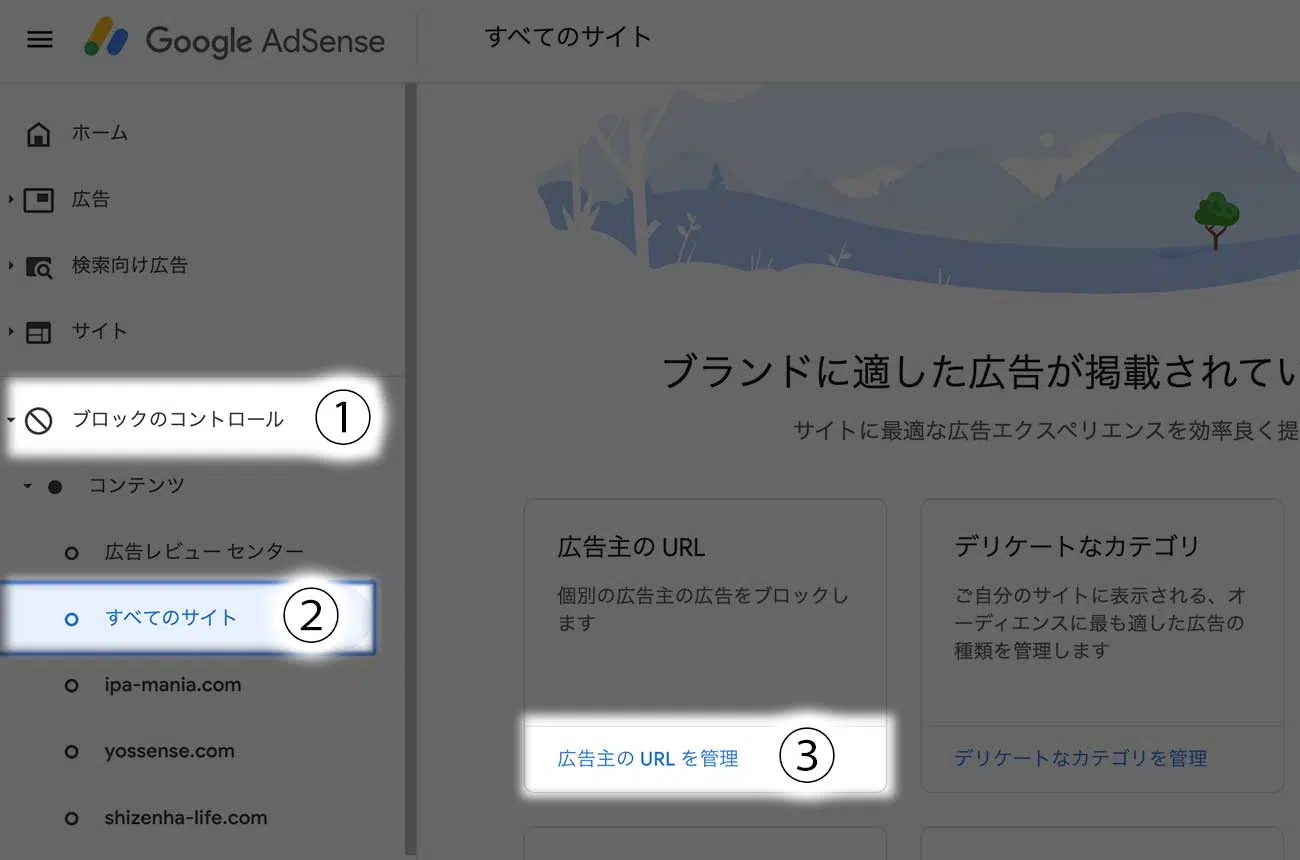 Google AdSense
すべてのサイト
ホーム
広告
検索向け広告
サイト
ブロックのコントロール ①
コンテンツ
広告レビュー センター
すべてのサイト ②
ipa-mania.com
yossense.com
shizenha-life.com
ブランドに適した広告が掲載されてい
サイトに最適な広告エクスペリエンスを効率良く提
広告主の URL
個別の広告主の広告をブロックし
ます
広告主の URL を管理 ③
デリケートなカテゴリ
ご自分のサイトに表示される、オ
ーディエンスに最も適した広告の
種類を管理します
デリケートなカテゴリを管理